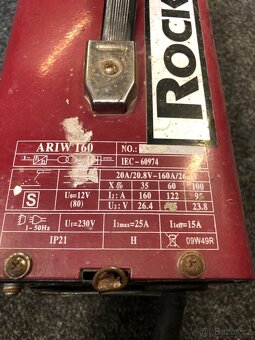 ROCK
ARIW 160 NO.:
IEC-60974
20A/20.8V-160A/26
X % 35 60 100
S U₀=12V I₂: A 160 122 95
(80) U₂: V 26.4 23.8
1~50Hz U₁=230V I1max=25A I1eff=15A
IP21 H 09W49R